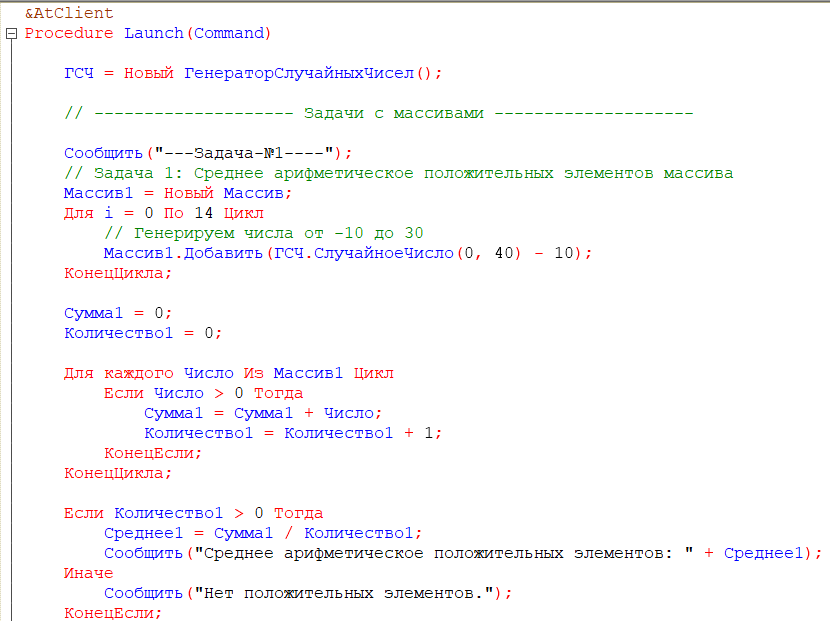 &AtClient
Procedure Launch(Command)
ГСЧ = Новый ГенераторСлучайныхЧисел();
// -------------------- Задачи с массивами --------------------
Сообщить("---Задача-№1----");
// Задача 1: Среднее арифметическое положительных элементов массива
Массив1 = Новый Массив;
Для i = 0 По 14 Цикл
// Генерируем числа от -10 до 30
Массив1.Добавить(ГСЧ.СлучайноеЧисло(0, 40) - 10);
КонецЦикла;
Сумма1 = 0;
Количество1 = 0;
Для каждого Число Из Массив1 Цикл
Если Число > 0 Тогда
Сумма1 = Сумма1 + Число;
Количество1 = Количество1 + 1;
КонецЕсли;
КонецЦикла;
Если Количество1 > 0 Тогда
Среднее1 = Сумма1 / Количество1;
Сообщить("Среднее арифметическое положительных элементов: " + Среднее1);
Иначе
Сообщить("Нет положительных элементов.");
КонецЕсли;